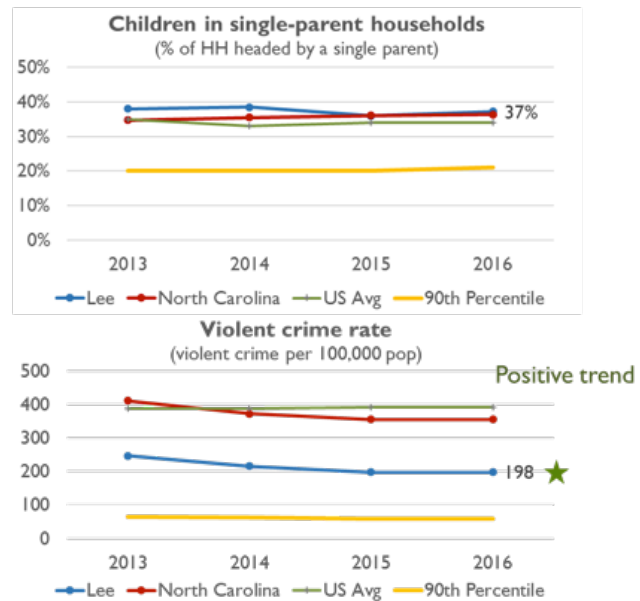 Children in single-parent households
(% of HH headed by a single parent)
50%
40%
37%
30%
20%
10%
0%
2013 2014 2015 2016
Lee North Carolina US Avg 90th Percentile
Violent crime rate
(violent crime per 100,000 pop)
500
Positive trend
400
300
200
198
100
0
2013 2014 2015 2016
Lee North Carolina US Avg 90th Percentile